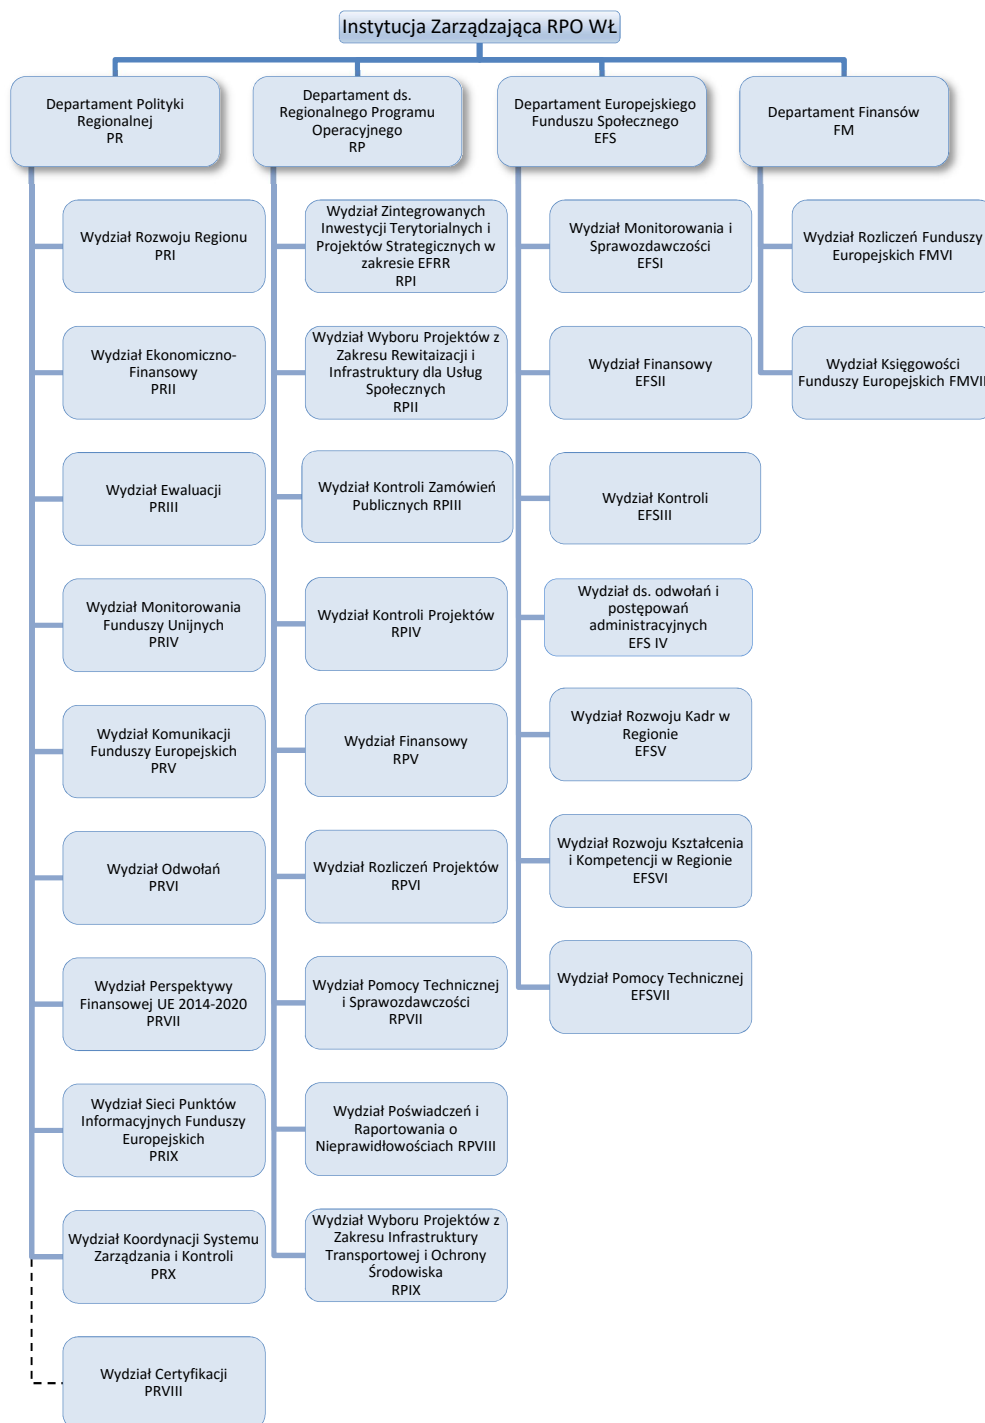 Instytucja Zarządzająca RPO WŁ
Departament Polityki
Regionalnej
PR
Wydział Rozwoju Regionu
PRI
Wydział Ekonomiczno-
Finansowy
PRII
Wydział Ewaluacji
PRIII
Wydział Monitorowania
Funduszy Unijnych
PRIV
Wydział Komunikacji
Funduszy Europejskich
PRV
Wydział Odwołań
PRVI
Wydział Perspektywy
Finansowej UE 2014-2020
PRVII
Wydział Sieci Punktów
Informacyjnych Funduszy
Europejskich
PRIX
Wydział Koordynacji Systemu
Zarządzania i Kontroli
PRX
Wydział Certyfikacji
PRVIII
Departament ds.
Regionalnego Programu
Operacyjnego
RP
Wydział Zintegrowanych
Inwestycji Terytorialnych i
Projektów Strategicznych w
zakresie EFRR
RPI
Wydział Wyboru Projektów z
Zakresu Rewitaizacji i
Infrastruktury dla Usług
Społecznych
RPII
Wydział Kontroli Zamówień
Publicznych RPIII
Wydział Kontroli Projektów
RPIV
Wydział Finansowy
RPV
Wydział Rozliczeń Projektów
RPVI
Wydział Pomocy Technicznej
i Sprawozdawczości
RPVII
Wydział Poświadczeń i
Raportowania o
Nieprawidłowościach RPVIII
Wydział Wyboru Projektów z
Zakresu Infrastruktury
Transportowej i Ochrony
Środowiska
RPIX
Departament Europejskiego
Funduszu Społecznego
EFS
Wydział Monitorowania i
Sprawozdawczości
EFSI
Wydział Finansowy
EFSII
Wydział Kontroli
EFSIII
Wydział ds. odwołań i
postępowań
administracyjnych
EFS IV
Wydział Rozwoju Kadr w
Regionie
EFSV
Wydział Rozwoju Kształcenia
i Kompetencji w Regionie
EFSVI
Wydział Pomocy Technicznej
EFSVII
Departament Finansów
FM
Wydział Rozliczeń Funduszy
Europejskich FMVI
Wydział Księgowości
Funduszy Europejskich FMVII